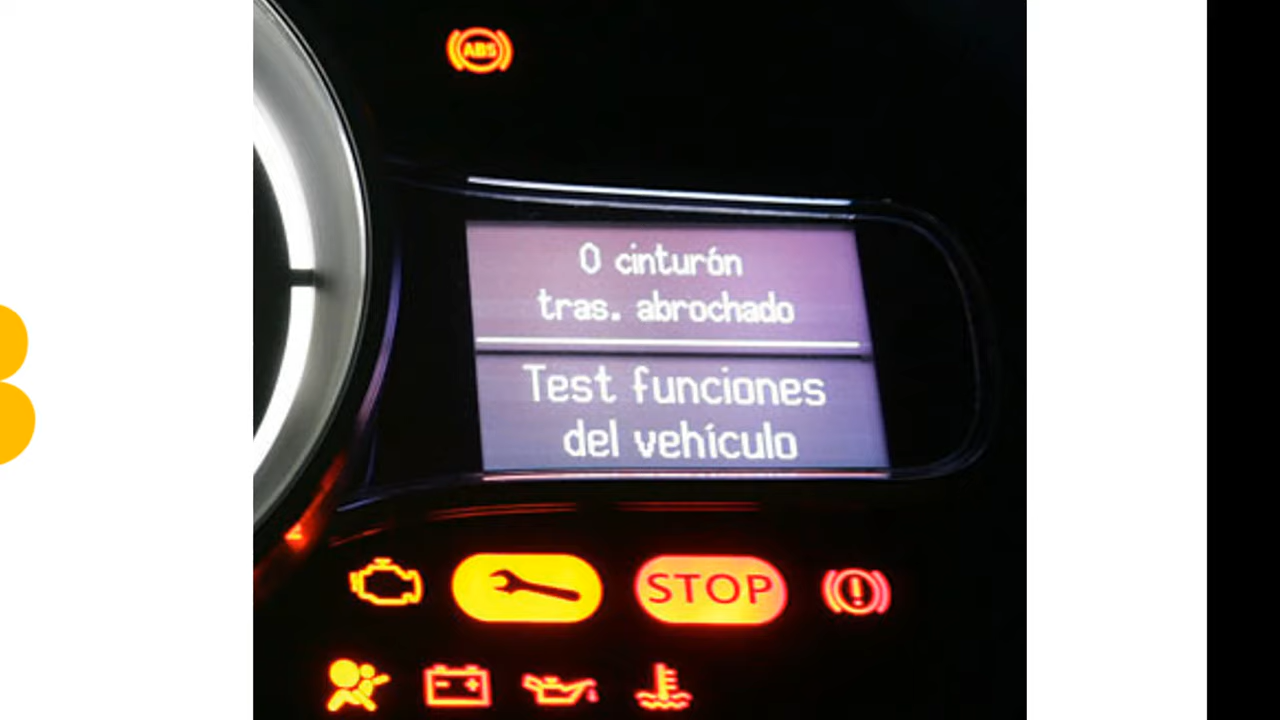 ABS
0 cinturón
tras. abrochado
Test funciones
del vehículo
STOP